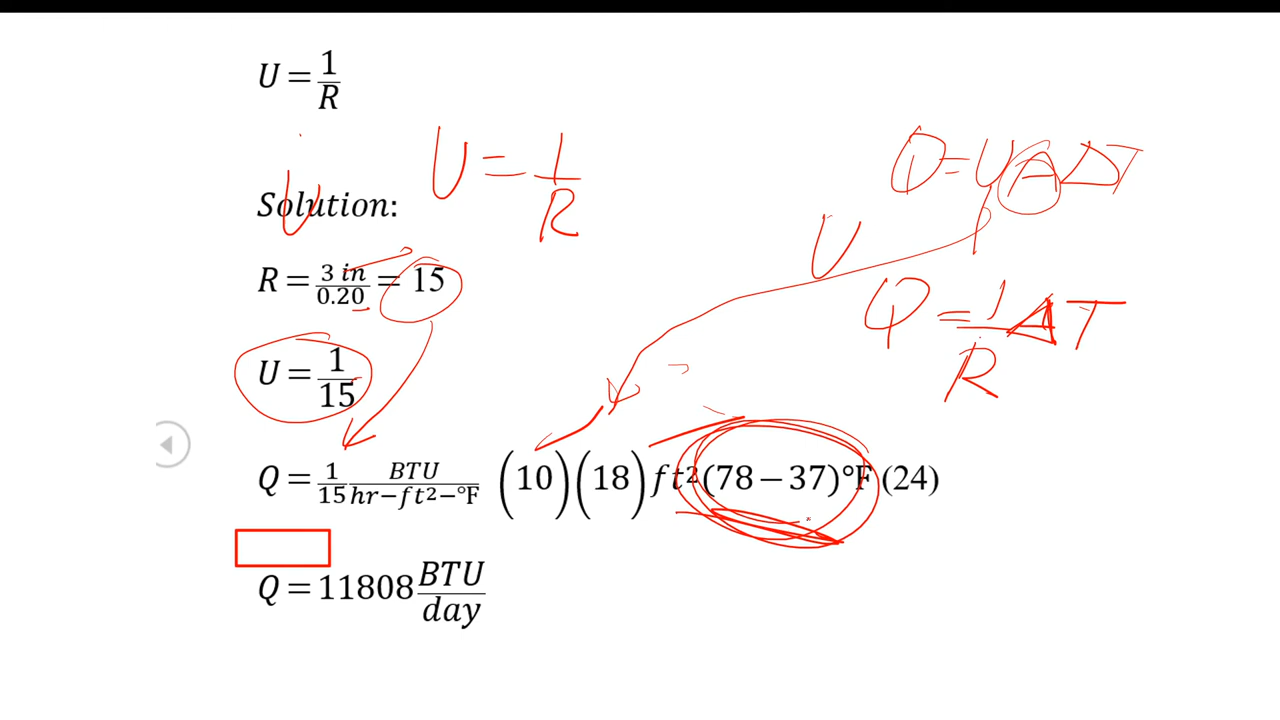 U = 1/R
U = 1/R
Q = UAΔT
U
Solution:
U
R = 3 in/0.20 = 15
Q = 1/R AΔT
U = 1/15
Q = 1/15 BTU/hr−ft2−°F (10)(18) ft²(78 − 37)°F (24)
Q = 11808 BTU/day